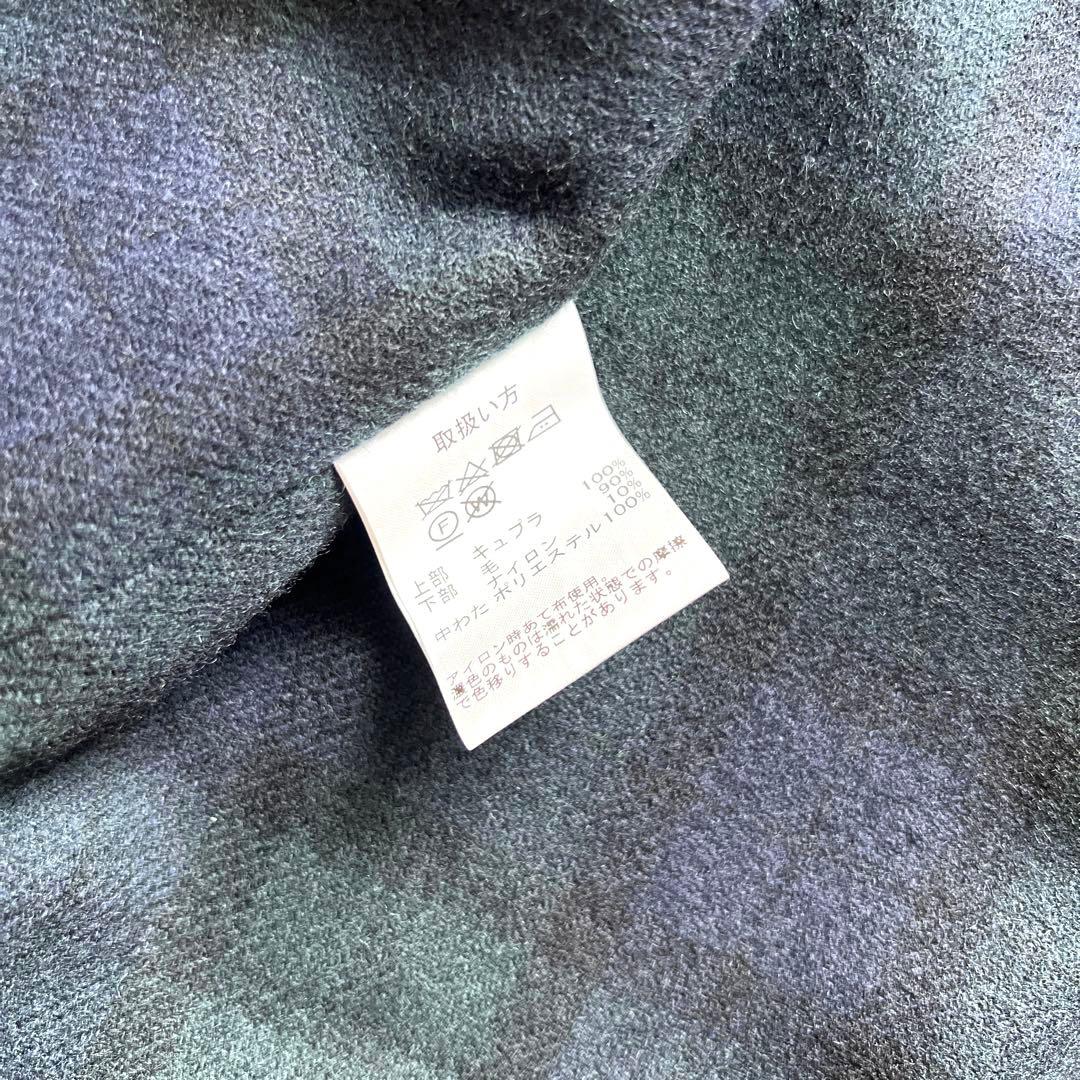 取扱い方
F W
上部 キュプラ 100%
下部 毛 90%
ナイロン 10%
中わた ポリエステル 100%
アイロン時あて布使用。
濃色のものは濡れた状態での摩擦
で色移りすることがあります。